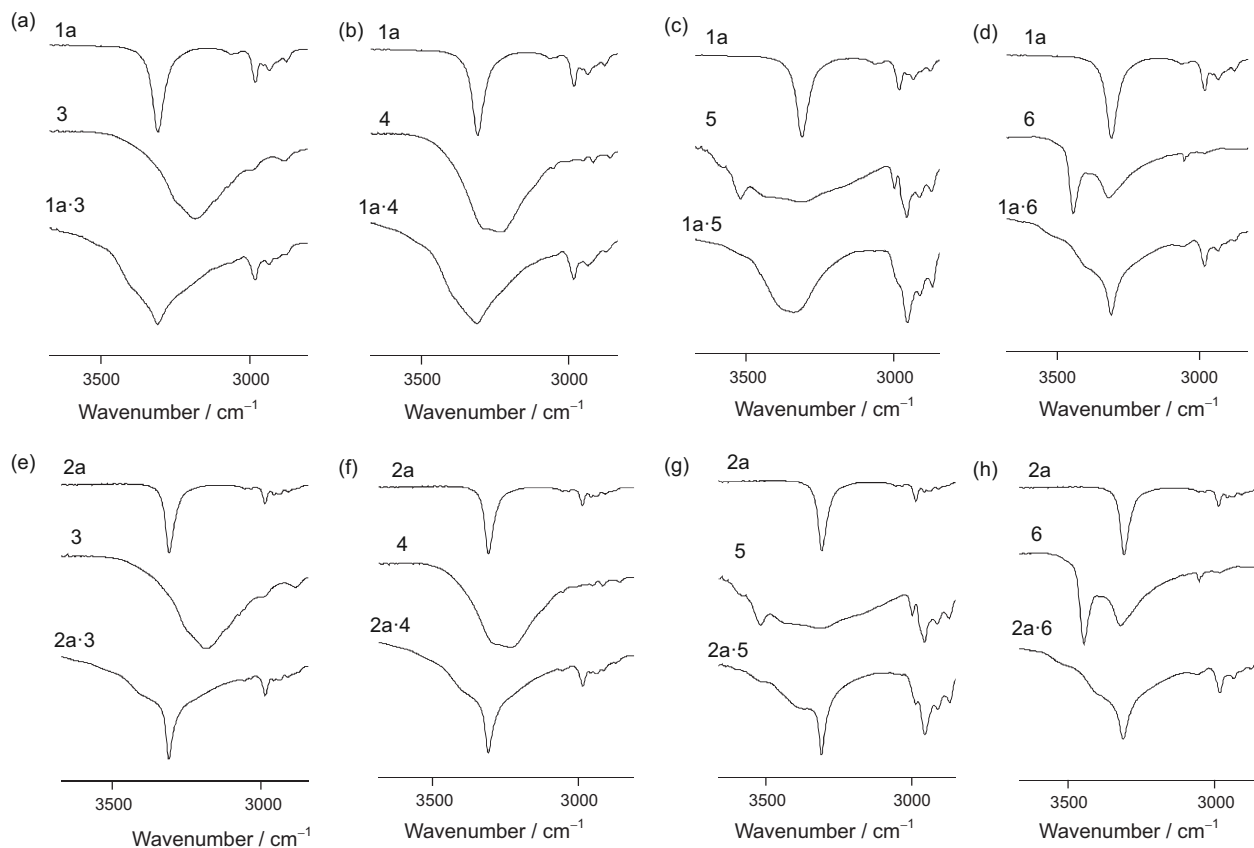 (a)
1a
3
1a·3
3500 3000
Wavenumber / cm⁻¹
(b)
1a
4
1a·4
3500 3000
Wavenumber / cm⁻¹
(c)
1a
5
1a·5
3500 3000
Wavenumber / cm⁻¹
(d)
1a
6
1a·6
3500 3000
Wavenumber / cm⁻¹
(e)
2a
3
2a·3
3500 3000
Wavenumber / cm⁻¹
(f)
2a
4
2a·4
3500 3000
Wavenumber / cm⁻¹
(g)
2a
5
2a·5
3500 3000
Wavenumber / cm⁻¹
(h)
2a
6
2a·6
3500 3000
Wavenumber / cm⁻¹